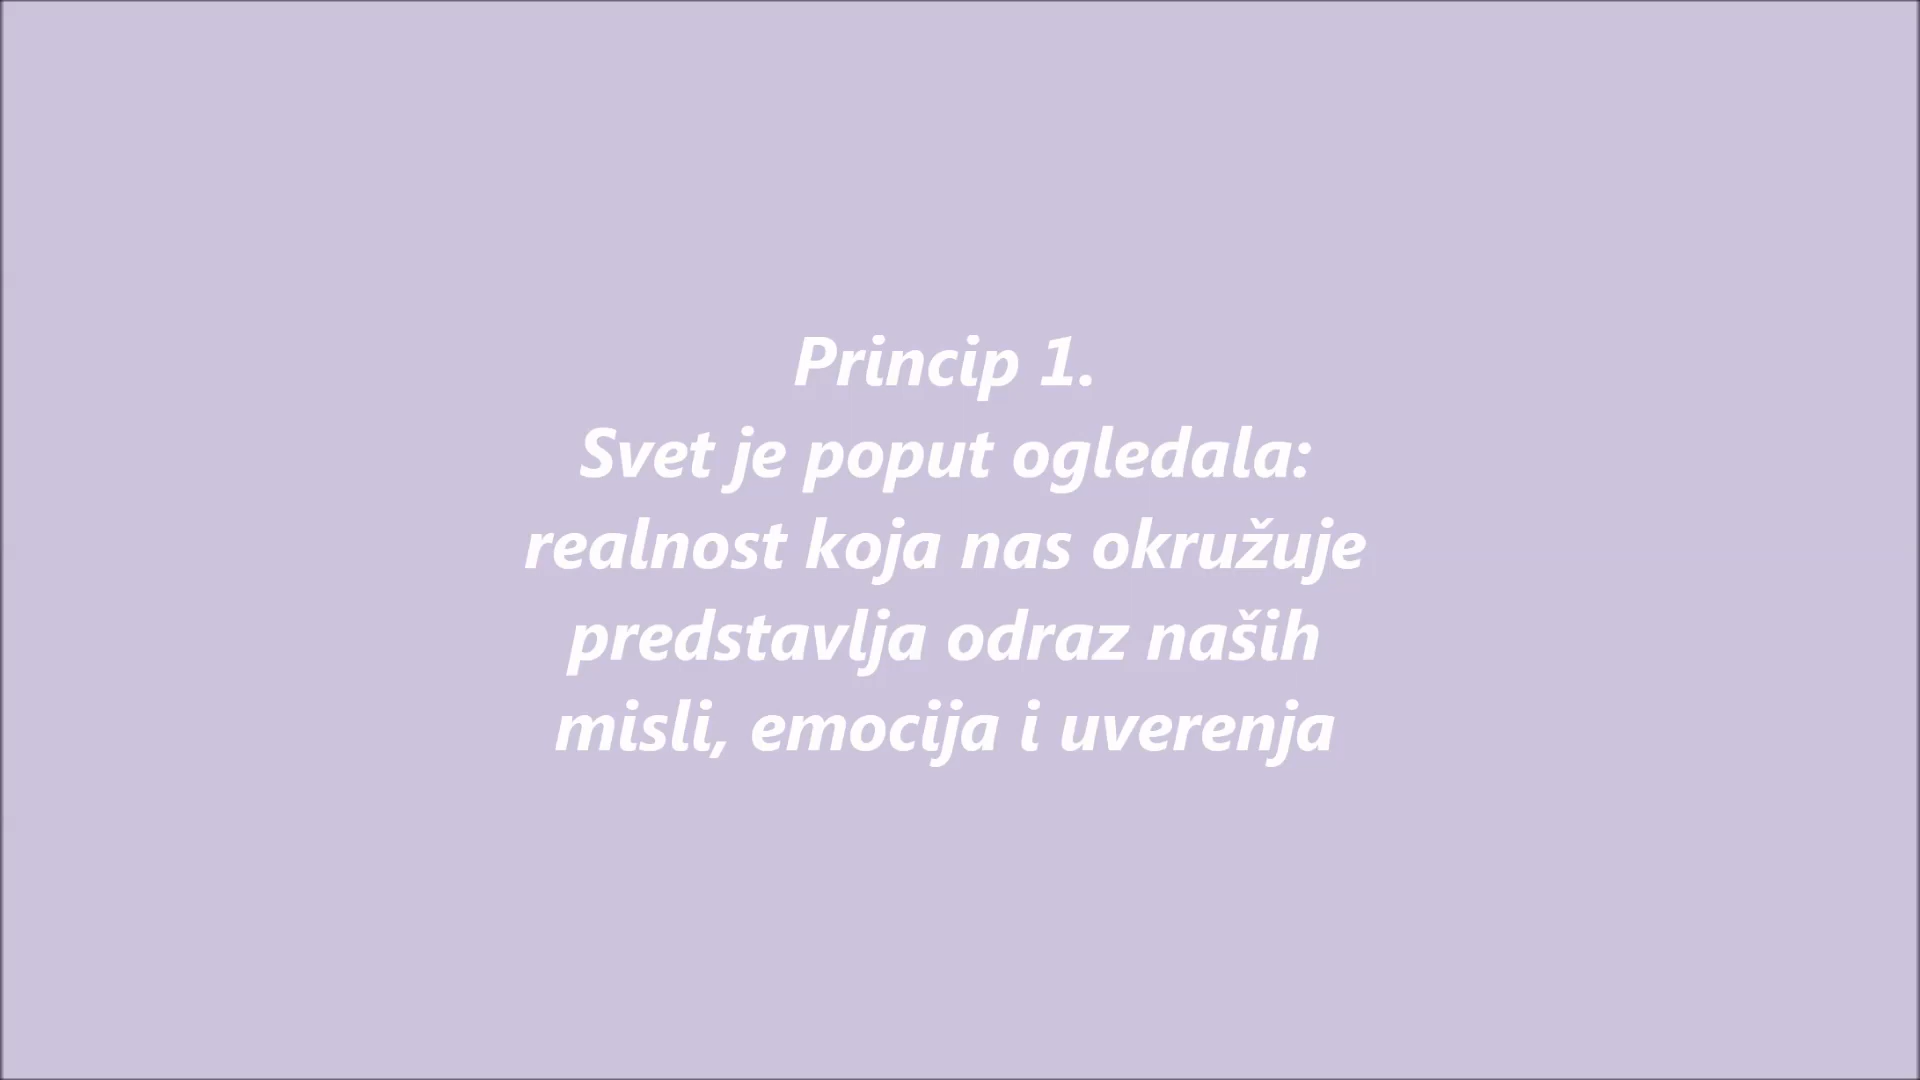 Princip 1.
Svet je poput ogledala:
realnost koja nas okružuje
predstavlja odraz naših
misli, emocija i uverenja